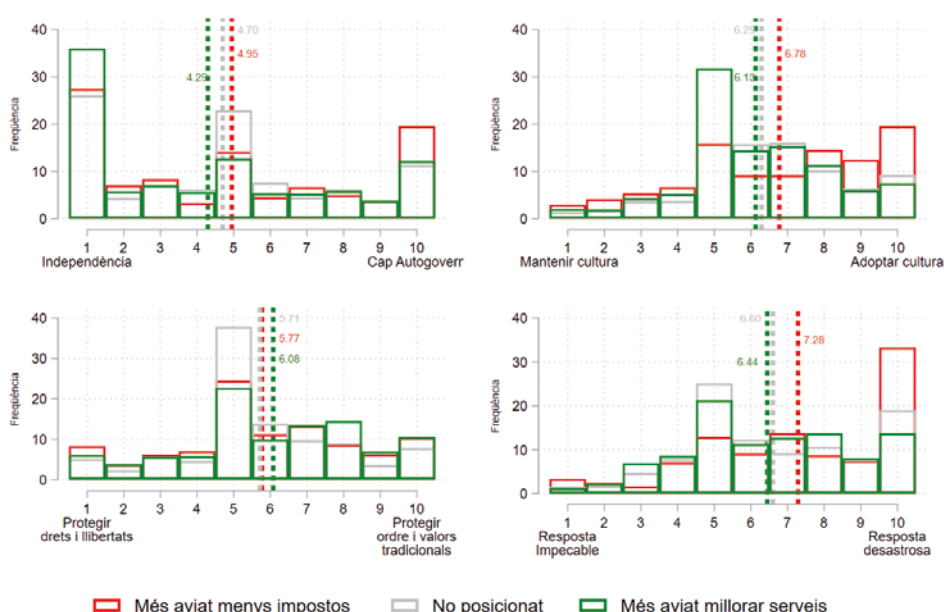 40
30
20
10
0
Freqüència
4.70
4.95
4.29
1 2 3 4 5 6 7 8 9 10
Independència Cap Autogoverr
40
30
20
10
0
Freqüència
6.29
6.78
6.13
1 2 3 4 5 6 7 8 9 10
Mantenir cultura Adoptar cultura
40
30
20
10
0
Freqüència
5.71
5.77
6.08
1 2 3 4 5 6 7 8 9 10
Protegir Protegir
drets i llibertats ordre i valors
tradicionals
40
30
20
10
0
Freqüència
6.60
7.28
6.44
1 2 3 4 5 6 7 8 9 10
Resposta Resposta
Impecable desastrosa
Més aviat menys impostos No posicionat Més aviat millorar serveis